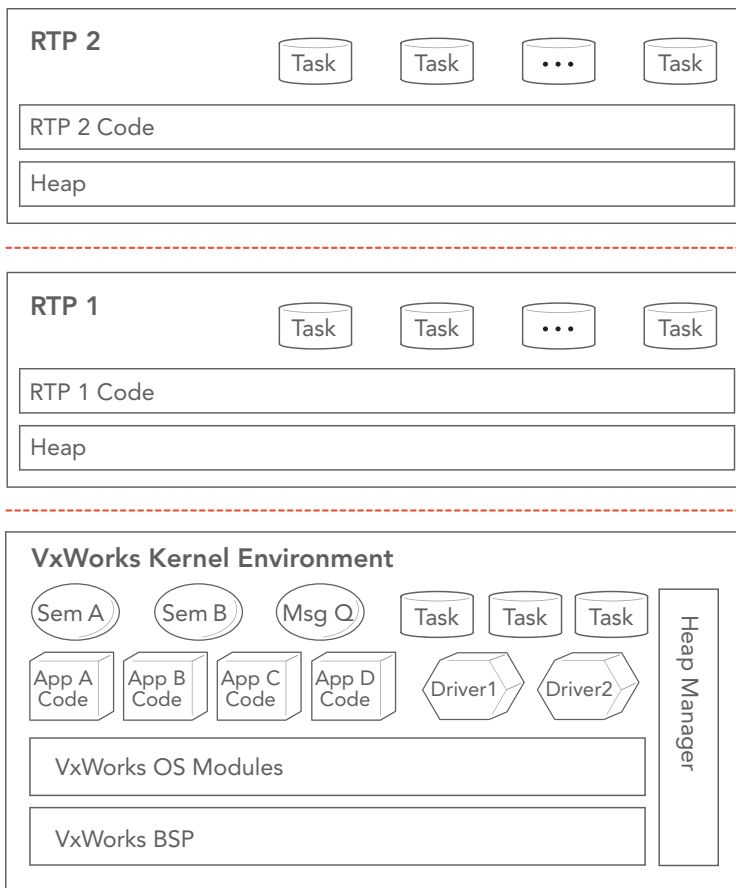 RTP 2
Task Task ••• Task
RTP 2 Code
Heap
RTP 1
Task Task ••• Task
RTP 1 Code
Heap
VxWorks Kernel Environment
Sem A Sem B Msg Q Task Task Task
App A Code
App B Code
App C Code
App D Code
Driver1 Driver2
Heap Manager
VxWorks OS Modules
VxWorks BSP